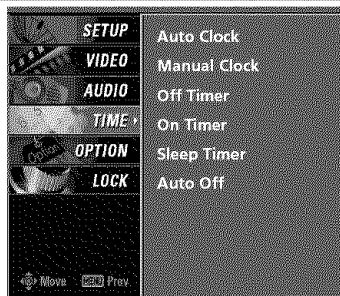 SETUP
VIDEO
AUDIO
TIME
OPTION
LOCK
Move MENU Prev
Auto Clock
Manual Clock
Off Timer
On Timer
Sleep Timer
Auto Off